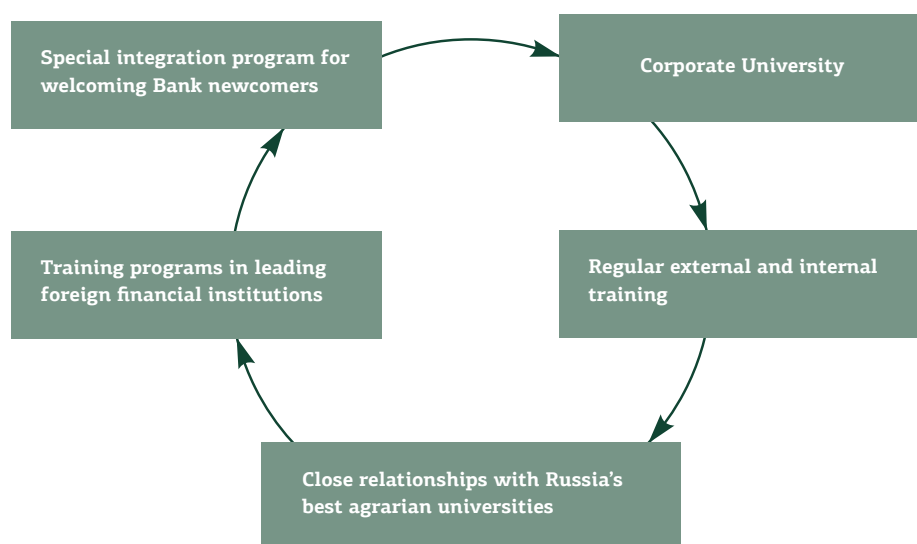 Special integration program for
welcoming Bank newcomers
Corporate University
Training programs in leading
foreign financial institutions
Regular external and internal
training
Close relationships with Russia’s
best agrarian universities